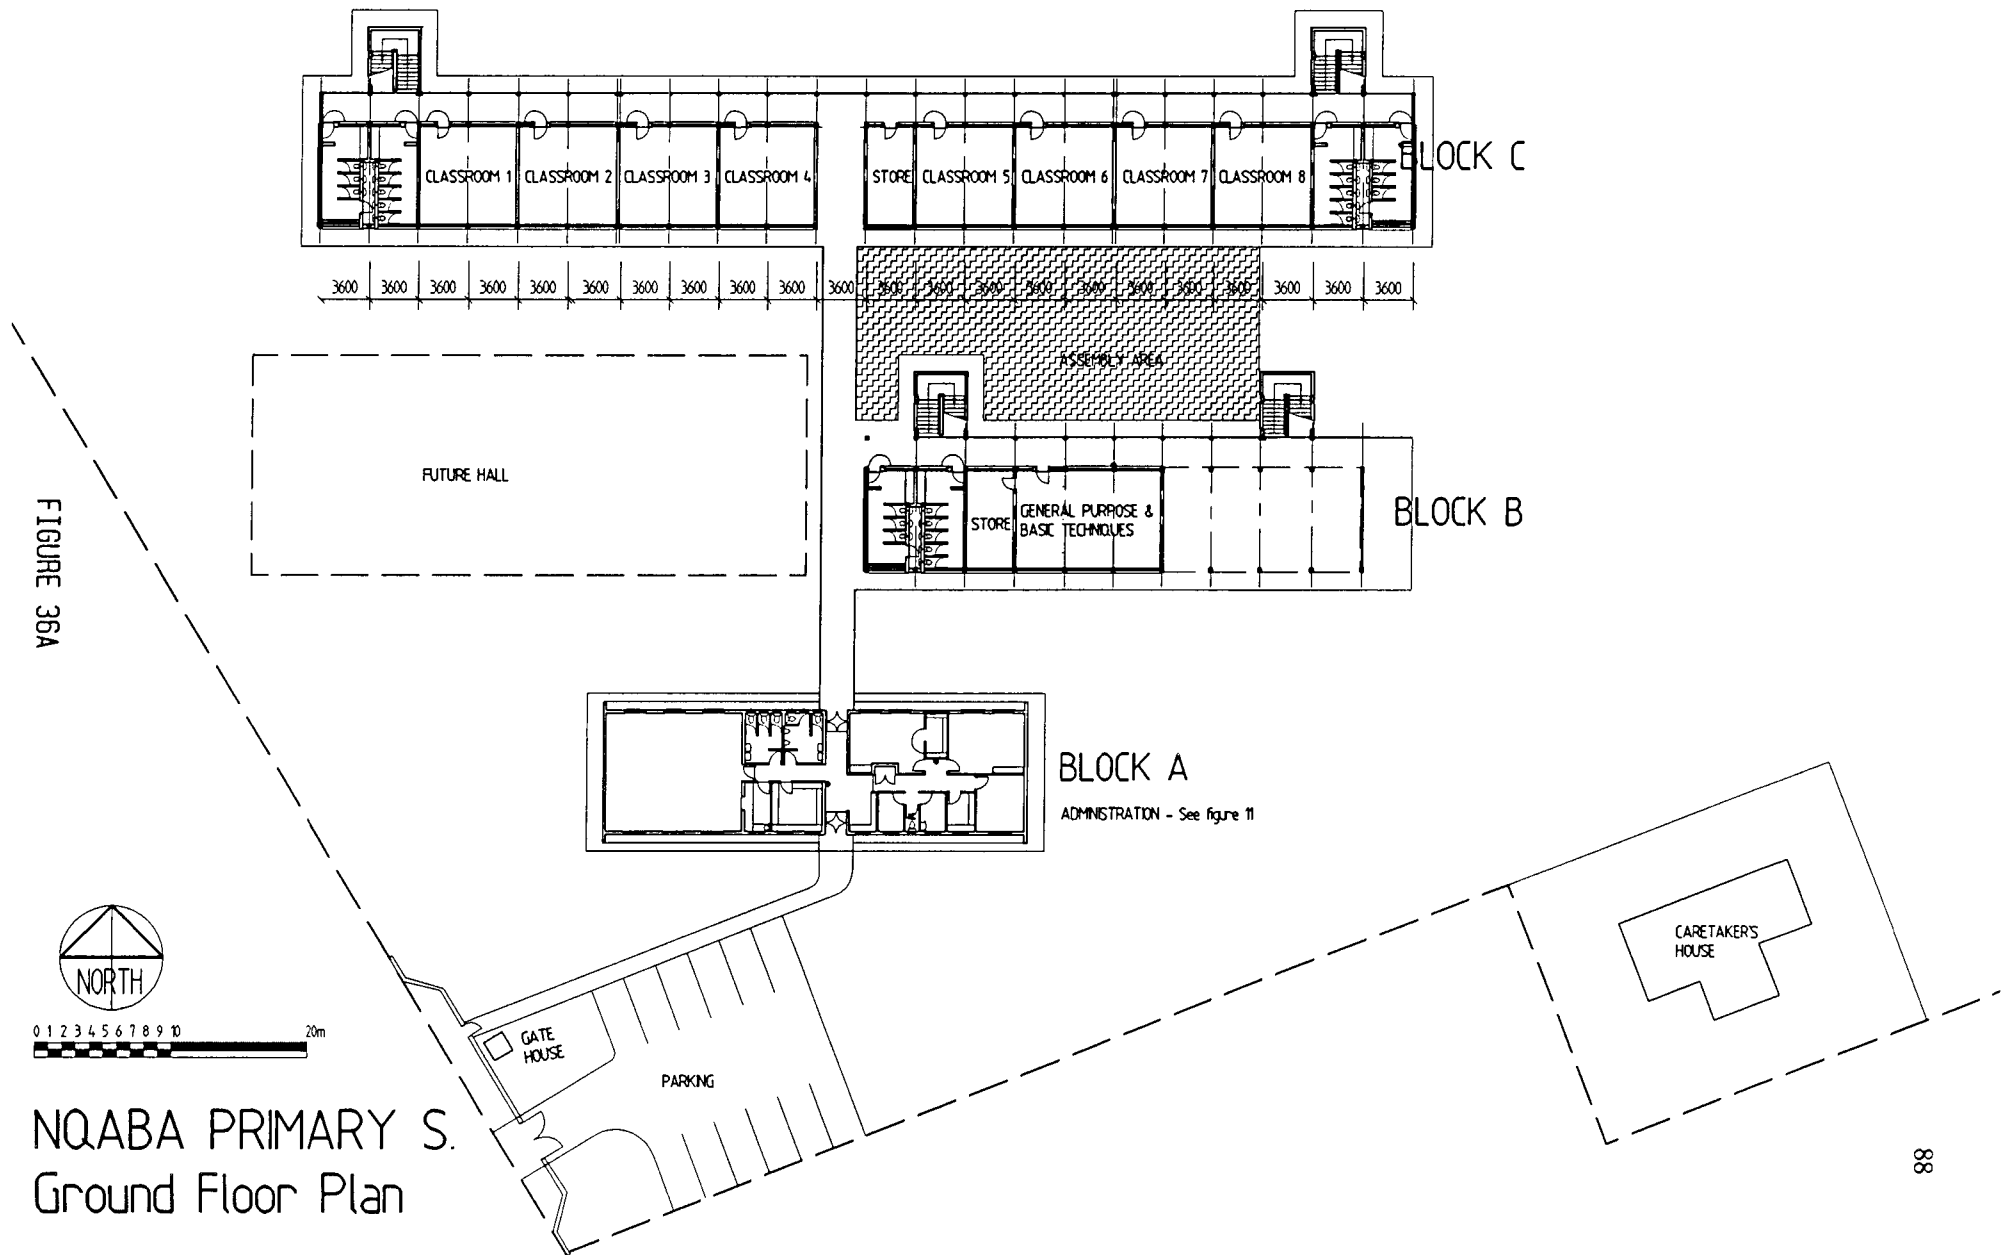 BLOCK C
CLASSROOM 1 CLASSROOM 2 CLASSROOM 3 CLASSROOM 4 STORE CLASSROOM 5 CLASSROOM 6 CLASSROOM 7 CLASSROOM 8
3600 3600 3600 3600 3600 3600 3600 3600 3600 3600 3600 3600 3600 3600 3600 3600 3600 3600 3600 3600 3600 3600
ASSEMBLY AREA
FUTURE HALL
BLOCK B
STORE
GENERAL PURPOSE &
BASIC TECHNIQUES
FIGURE 36A
BLOCK A
ADMINISTRATION - See figure 11
CARETAKER'S
HOUSE
NORTH
0 1 2 3 4 5 6 7 8 9 10 20m
GATE
HOUSE
PARKING
NQABA PRIMARY S.
Ground Floor Plan
88